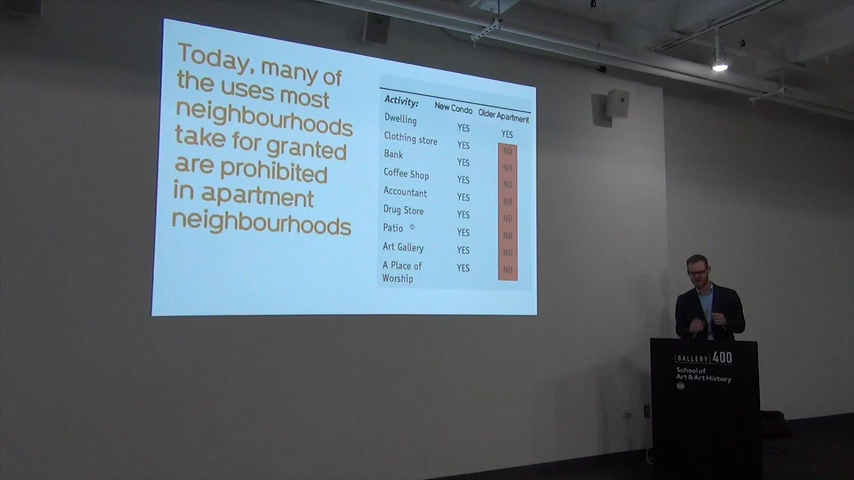 Today, many of
the uses most
neighbourhoods
take for granted
are prohibited
in apartment
neighbourhoods
Activity: New Condo Older Apartment
Dwelling YES YES
Clothing store YES NO
Bank YES NO
Coffee Shop YES NO
Accountant YES NO
Drug Store YES NO
Patio YES NO
Art Gallery YES NO
A Place of
Worship YES NO
GALLERY 400
School of
Art & Art History